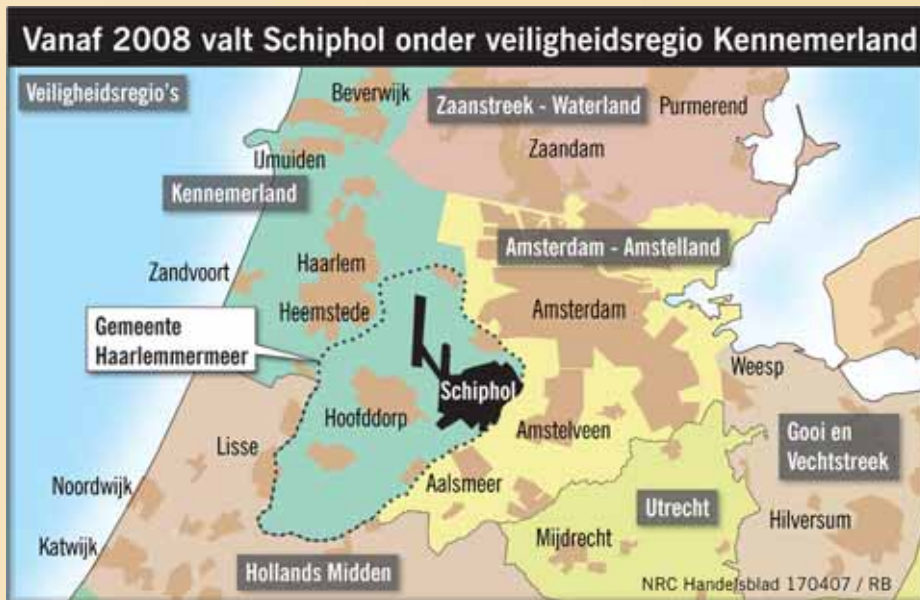 Vanaf 2008 valt Schiphol onder veiligheidsregio Kennemerland
Veiligheidsregio's
Beverwijk
Zaanstreek - Waterland
Purmerend
IJmuiden
Zaandam
Kennemerland
Amsterdam - Amstelland
Zandvoort
Haarlem
Heemstede
Amsterdam
Gemeente
Haarlemmermeer
Weesp
Schiphol
Hoofddorp
Amstelveen
Gooi en
Vechtstreek
Lisse
Aalsmeer
Noordwijk
Utrecht
Hilversum
Katwijk
Mijdrecht
Hollands Midden
NRC Handelsblad 170407 / RB